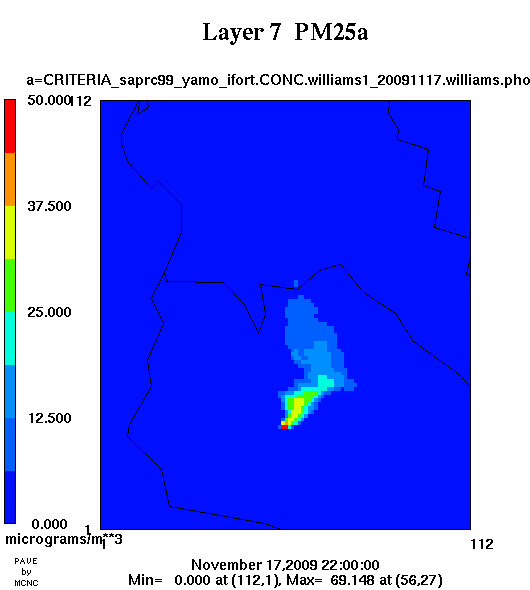 Layer 7 PM25a
a=CRITERIA_saprc99_yamo_ifort.CONC.williams1_20091117.williams.pho
50.000
112
37.500
25.000
12.500
0.000
1
micrograms/m**3
1
112
PAVE
by
MCNC
November 17,2009 22:00:00
Min= 0.000 at (112,1), Max= 69.148 at (56,27)